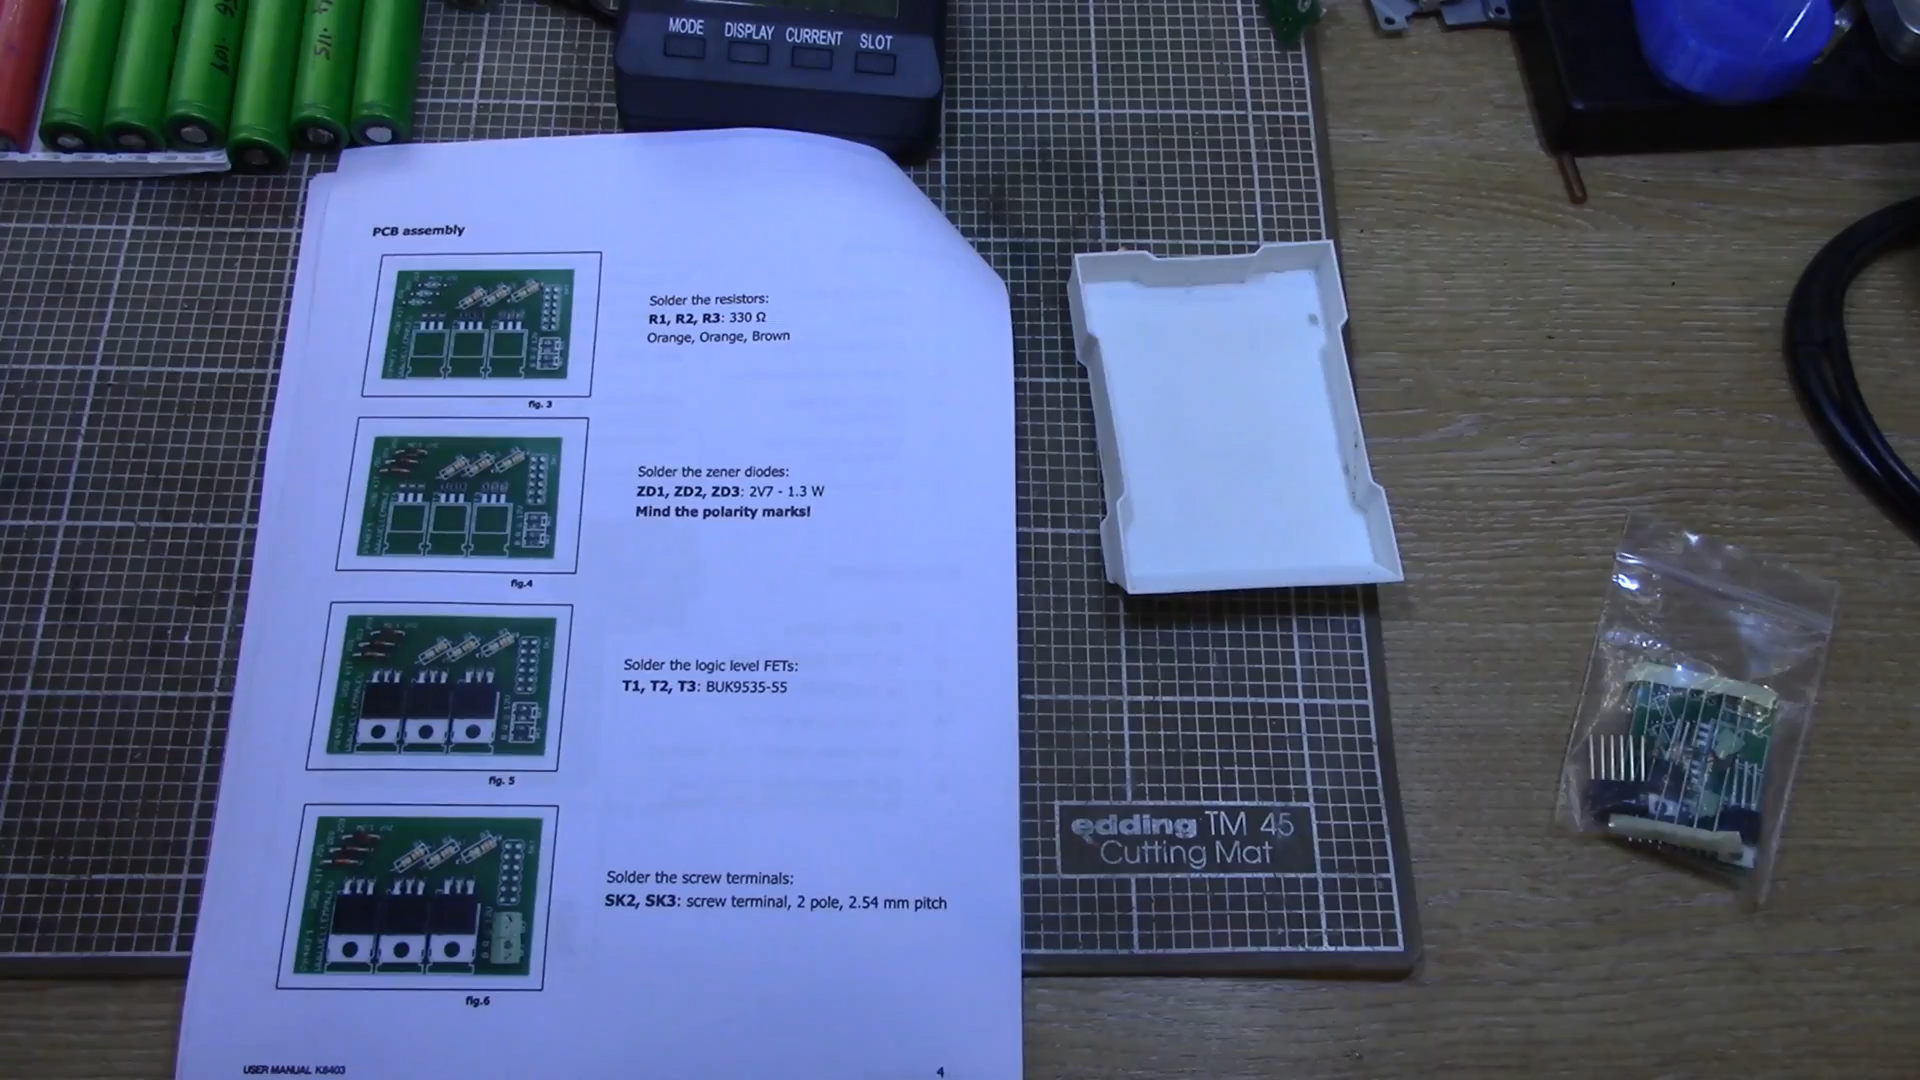 MODE DISPLAY CURRENT SLOT
PCB assembly
Solder the resistors:
R1, R2, R3: 330 Ω
Orange, Orange, Brown
fig. 3
Solder the zener diodes:
ZD1, ZD2, ZD3: 2V7 - 1.3 W
Mind the polarity marks!
fig.4
Solder the logic level FETs:
T1, T2, T3: BUK9535-55
fig. 5
Solder the screw terminals:
SK2, SK3: screw terminal, 2 pole, 2.54 mm pitch
fig.6
USER MANUAL K8403
4
edding TM 45
Cutting Mat